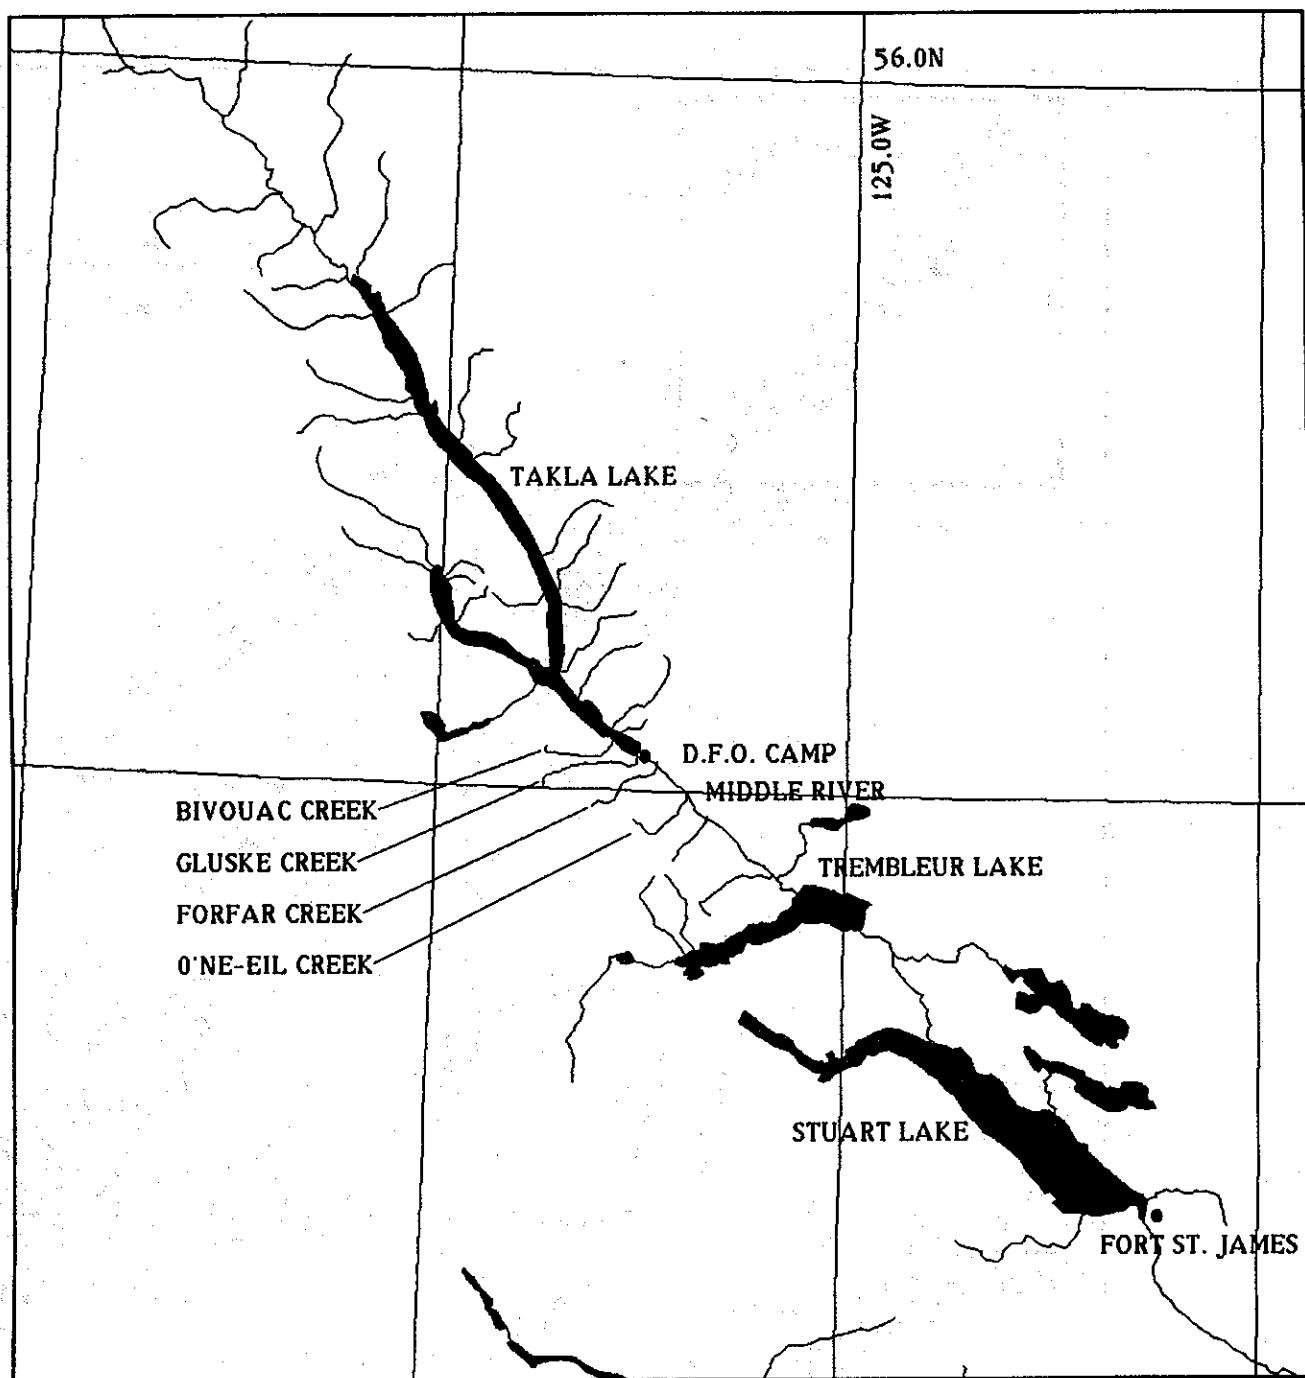 56.0N
125.0W
TAKLA LAKE
D.F.O. CAMP
MIDDLE RIVER
BIVOUAC CREEK
GLUSKE CREEK
FORFAR CREEK
O'NE-EIL CREEK
TREMBLEUR LAKE
STUART LAKE
FORT ST. JAMES